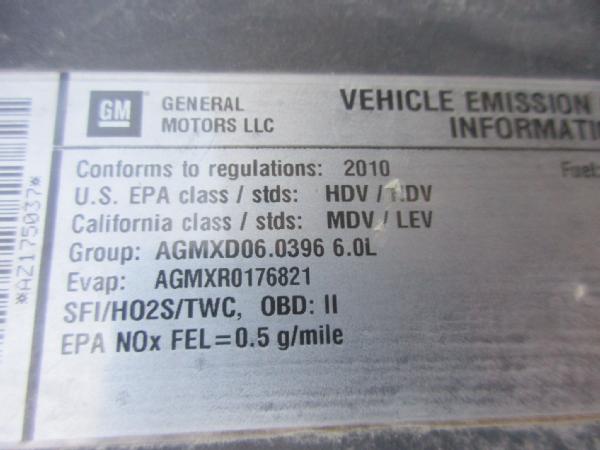 GM
GENERAL
MOTORS LLC
VEHICLE EMISSION
INFORMATI
Conforms to regulations: 2010
Fuel:
U.S. EPA class / stds: HDV / HDV
California class / stds: MDV / LEV
Group: AGMXD06.0396 6.0L
Evap: AGMXR0176821
SFI/HO2S/TWC, OBD: II
EPA NOx FEL=0.5 g/mile
*AZ175037*